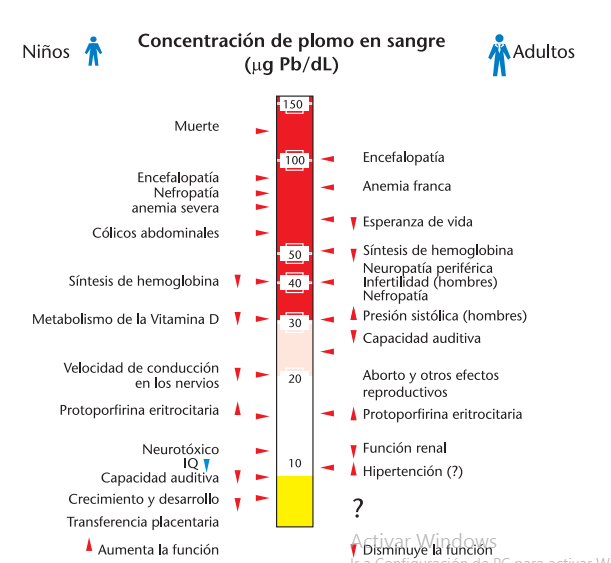 Concentración de plomo en sangre
(µg Pb/dL)
Niños
Adultos
150
Muerte
100
Encefalopatía
Encefalopatía
Nefropatía
anemia severa
Anemia franca
Cólicos abdominales
Esperanza de vida
50
Síntesis de hemoglobina
Síntesis de hemoglobina
40
Neuropatía periférica
Infertilidad (hombres)
Nefropatía
Metabolismo de la Vitamina D
30
Presión sistólica (hombres)
Capacidad auditiva
Velocidad de conducción
en los nervios
20
Aborto y otros efectos
reproductivos
Protoporfirina eritrocitaria
Protoporfirina eritrocitaria
Neurotóxico
IQ
10
Función renal
Hipertención (?)
Capacidad auditiva
Crecimiento y desarrollo
Transferencia placentaria
?
Aumenta la función
Disminuye la función
Activar Windows
Ir a Configuración de PC para activar W